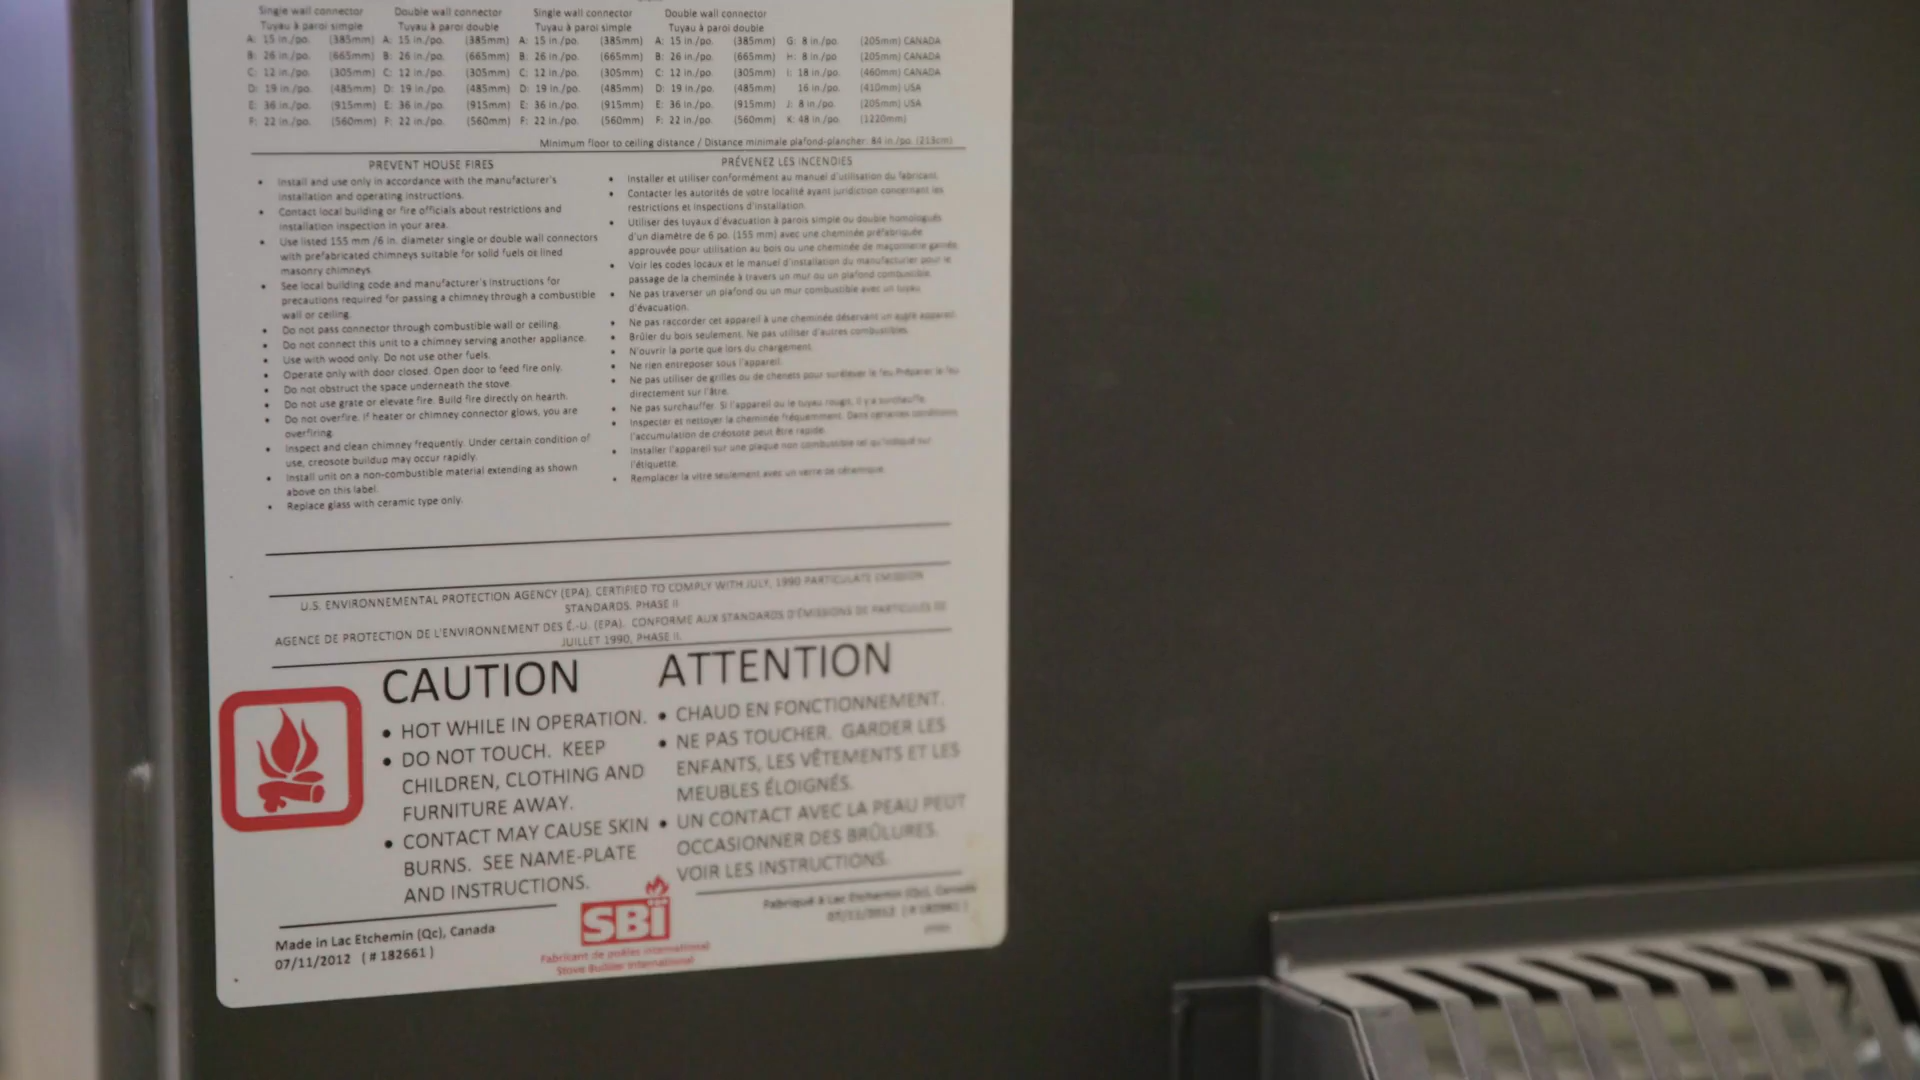 Single wall connector Double wall connector Single wall connector Double wall connector
Tuyau à paroi simple Tuyau à paroi double Tuyau à paroi simple Tuyau à paroi double
A: 15 in./po. (385mm) A: 15 in./po. (385mm) A: 15 in./po. (385mm) A: 15 in./po. (385mm) G: 8 in./po. (205mm) CANADA
B: 26 in./po. (665mm) B: 26 in./po. (665mm) B: 26 in./po. (665mm) B: 26 in./po. (665mm) H: 8 in./po (205mm) CANADA
C: 12 in./po. (305mm) C: 12 in./po. (305mm) C: 12 in./po. (305mm) C: 12 in./po. (305mm) I: 18 in./po. (460mm) CANADA
D: 19 in./po. (485mm) D: 19 in./po. (485mm) D: 19 in./po. (485mm) D: 19 in./po. (485mm) 16 in./po. (410mm) USA
E: 36 in./po. (915mm) E: 36 in./po. (915mm) E: 36 in./po. (915mm) E: 36 in./po. (915mm) J: 8 in./po. (205mm) USA
F: 22 in./po. (560mm) F: 22 in./po. (560mm) F: 22 in./po. (560mm) F: 22 in./po. (560mm) K: 48 in./po. (1220mm)
Minimum floor to ceiling distance / Distance minimale plafond-plancher: 84 in./po. (213cm)
PREVENT HOUSE FIRES
• Install and use only in accordance with the manufacturer's
installation and operating instructions.
• Contact local building or fire officials about restrictions and
installation inspection in your area.
• Use listed 155 mm /6 in. diameter single or double wall connectors
with prefabricated chimneys suitable for solid fuels ot lined
masonry chimneys.
• See local building code and manufacturer's instructions for
precautions required for passing a chimney through a combustible
wall or ceiling.
• Do not pass connector through combustible wall or ceiling.
• Do not connect this unit to a chimney serving another appliance.
• Use with wood only. Do not use other fuels.
• Operate only with door closed. Open door to feed fire only.
• Do not obstruct the space underneath the stove.
• Do not use grate or elevate fire. Build fire directly on hearth.
• Do not overfire. If heater or chimney connector glows, you are
overfiring.
• Inspect and clean chimney frequently. Under certain condition of
use, creosote buildup may occur rapidly.
• Install unit on a non-combustible material extending as shown
above on this label.
• Replace glass with ceramic type only.
PRÉVENEZ LES INCENDIES
• Installer et utiliser conformément au manuel d'utilisation du fabricant.
• Contacter les autorités de votre localité ayant juridiction concernant les
restrictions et inspections d'installation.
• Utiliser des tuyaux d'évacuation à parois simple ou double homologués
d'un diamètre de 6 po. (155 mm) avec une cheminée préfabriquée
approuvée pour utilisation au bois ou une cheminée de maçonnerie gainée.
• Voir les codes locaux et le manuel d'installation du manufacturier pour le
passage de la cheminée à travers un mur ou un plafond combustible.
• Ne pas traverser un plafond ou un mur combustible avec un tuyau
d'évacuation.
• Ne pas raccorder cet appareil à une cheminée déservant un autre appareil.
• Brûler du bois seulement. Ne pas utiliser d'autres combustibles.
• N'ouvrir la porte que lors du chargement.
• Ne rien entreposer sous l'appareil.
• Ne pas utiliser de grilles ou de chenets pour surélever le feu Préparer le feu
directement sur l'âtre.
• Ne pas surchauffer. Si l'appareil ou le tuyau rougit, il y a surchauffe.
• Inspecter et nettoyer la cheminée fréquemment. Dans certaines conditions
l'accumulation de créosote peut être rapide.
• Installer l'appareil sur une plaque non combustible tel qu'indiqué sur
l'étiquette.
• Remplacer la vitre seulement avec un verre de céramique.
U.S. ENVIRONNEMENTAL PROTECTION AGENCY (EPA). CERTIFIED TO COMPLY WITH JULY, 1990 PARTICULATE EMISSION
STANDARDS. PHASE II
AGENCE DE PROTECTION DE L'ENVIRONNEMENT DES É.-U. (EPA). CONFORME AUX STANDARDS D'ÉMISSIONS DE PARTICULES DE
JUILLET 1990, PHASE II.
CAUTION
• HOT WHILE IN OPERATION.
• DO NOT TOUCH. KEEP
CHILDREN, CLOTHING AND
FURNITURE AWAY.
• CONTACT MAY CAUSE SKIN
BURNS. SEE NAME-PLATE
AND INSTRUCTIONS.
ATTENTION
• CHAUD EN FONCTIONNEMENT.
• NE PAS TOUCHER. GARDER LES
ENFANTS, LES VÊTEMENTS ET LES
MEUBLES ÉLOIGNÉS.
• UN CONTACT AVEC LA PEAU PEUT
OCCASIONNER DES BRÛLURES.
VOIR LES INSTRUCTIONS.
Made in Lac Etchemin (Qc), Canada
07/11/2012 ( # 182661 )
SBi
Fabricant de poêles international
Stove Builder International
Fabriqué à Lac Etchemin (Qc), Canada
07/11/2012 ( # 182661 )